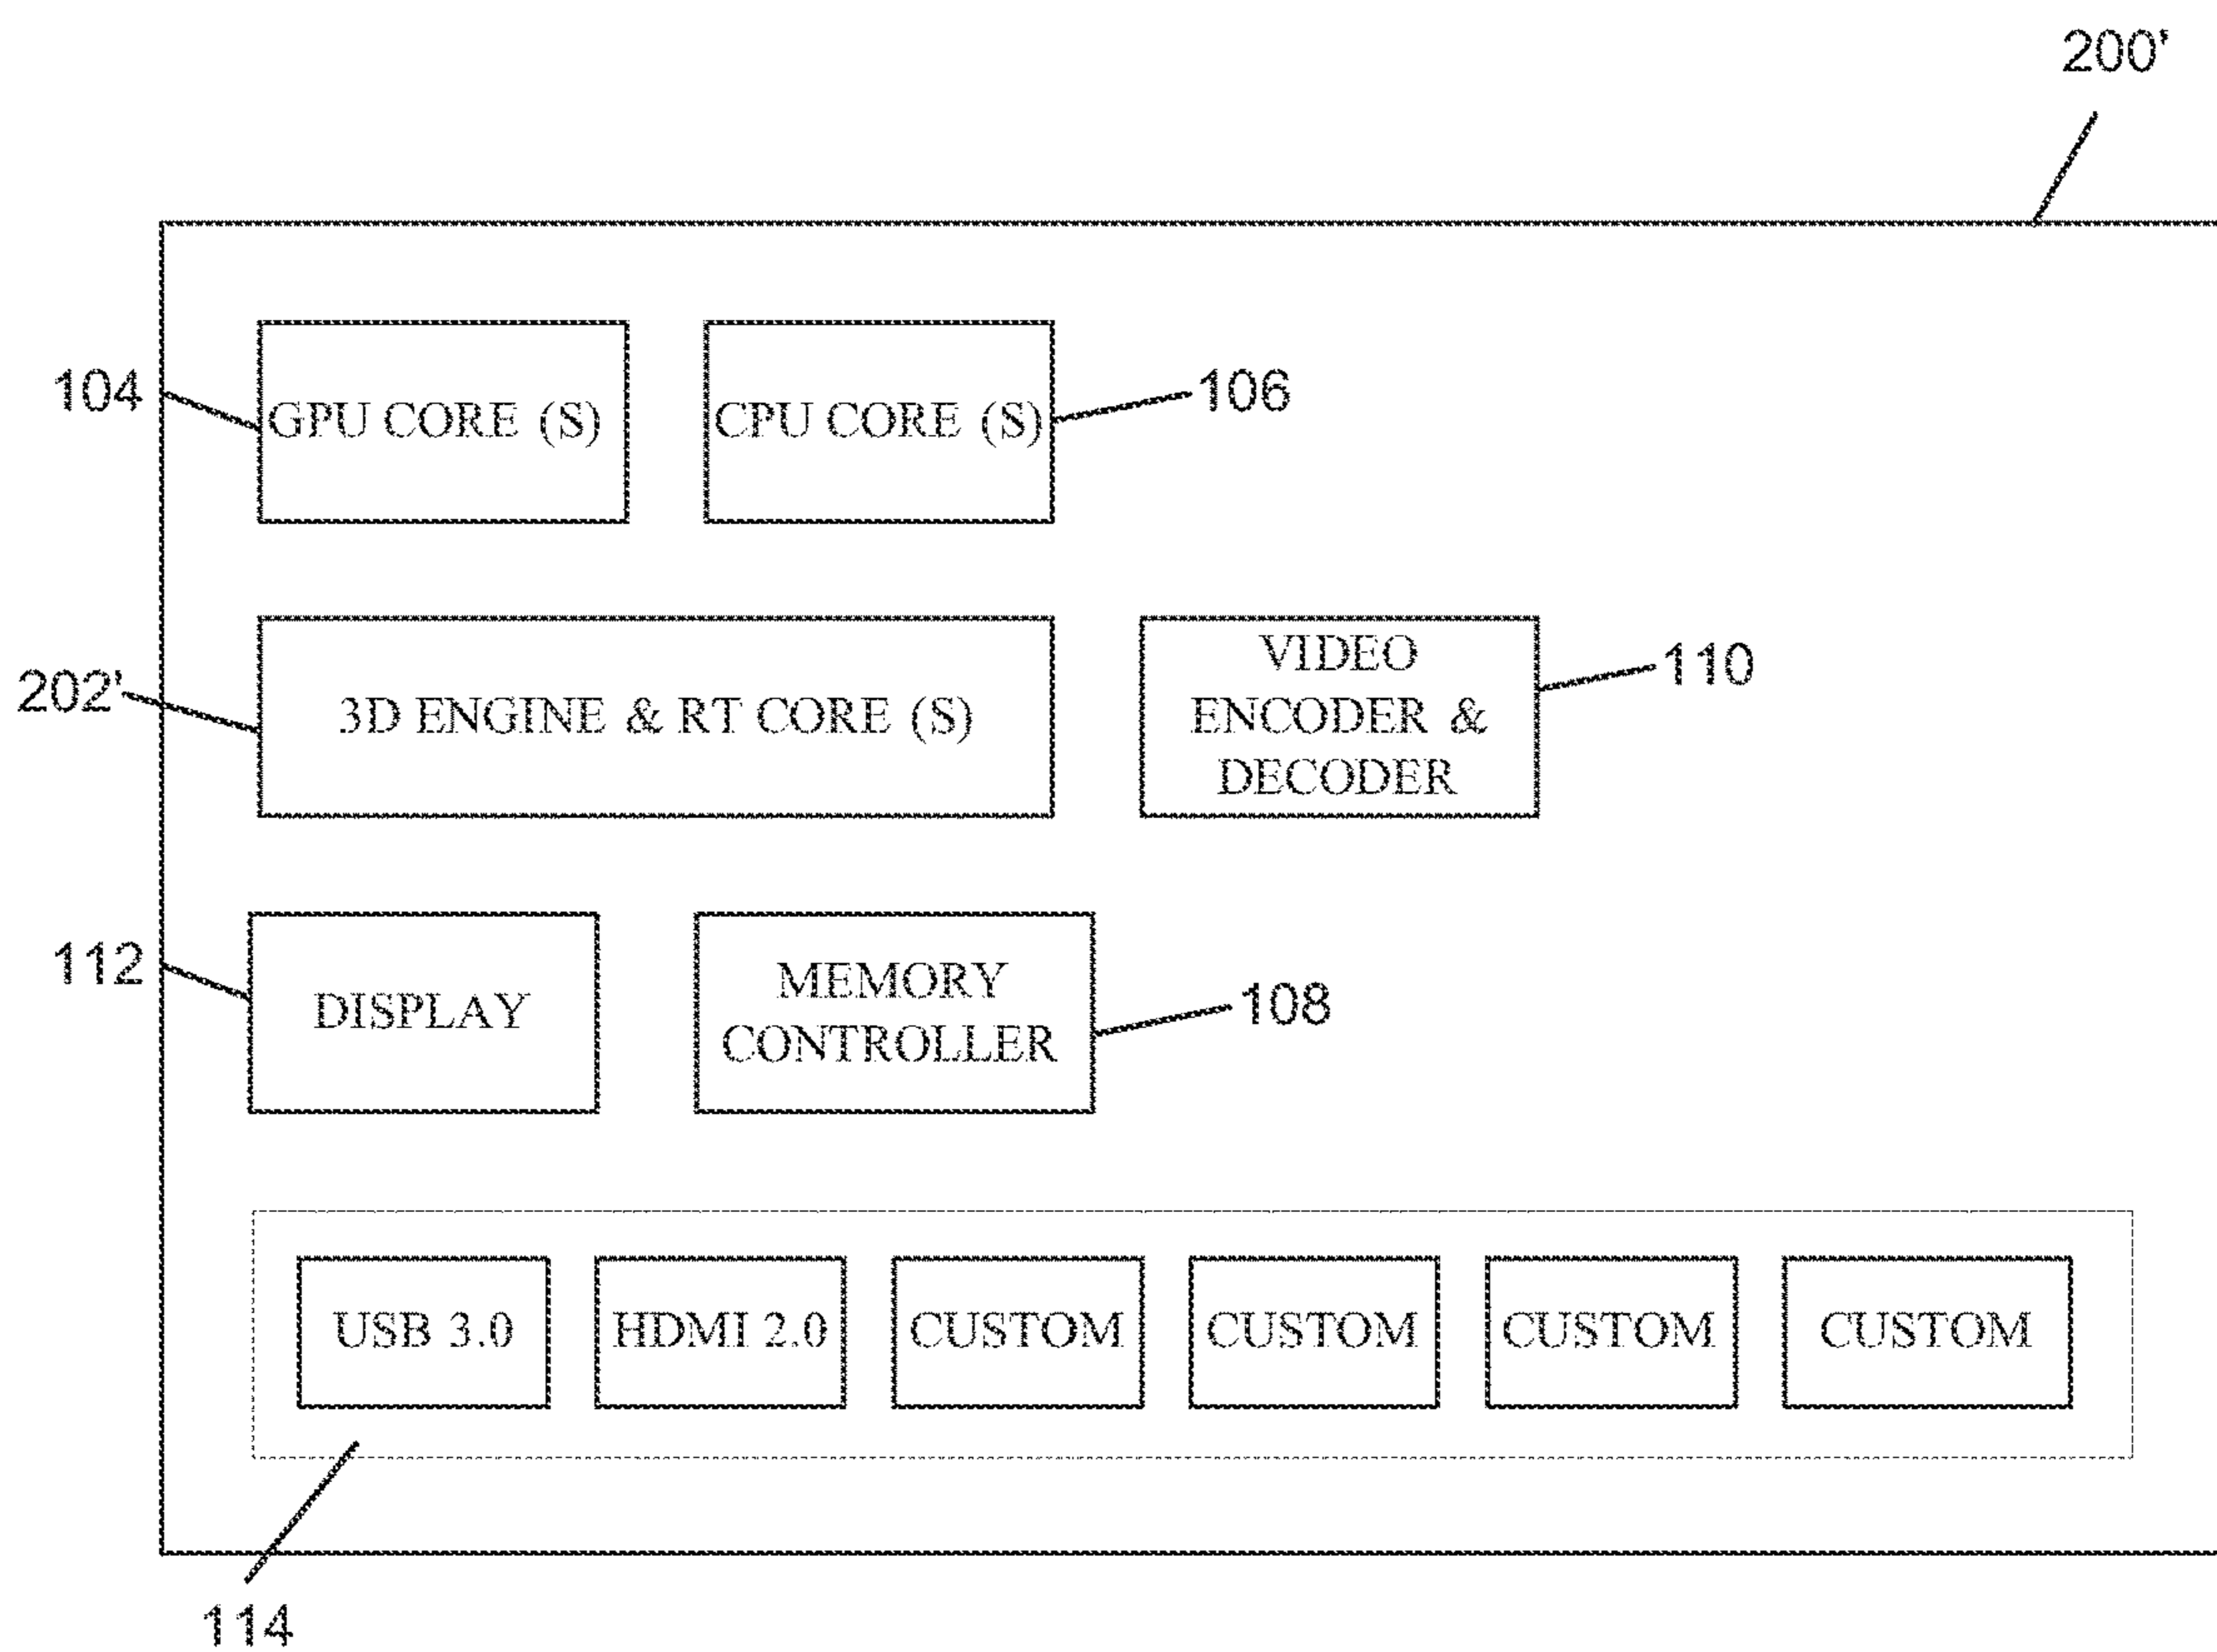 200'
104
GPU CORE (S)
CPU CORE (S)
106
202'
3D ENGINE & RT CORE (S)
VIDEO
ENCODER &
DECODER
110
112
DISPLAY
MEMORY
CONTROLLER
108
USB 3.0
HDMI 2.0
CUSTOM
CUSTOM
CUSTOM
CUSTOM
114